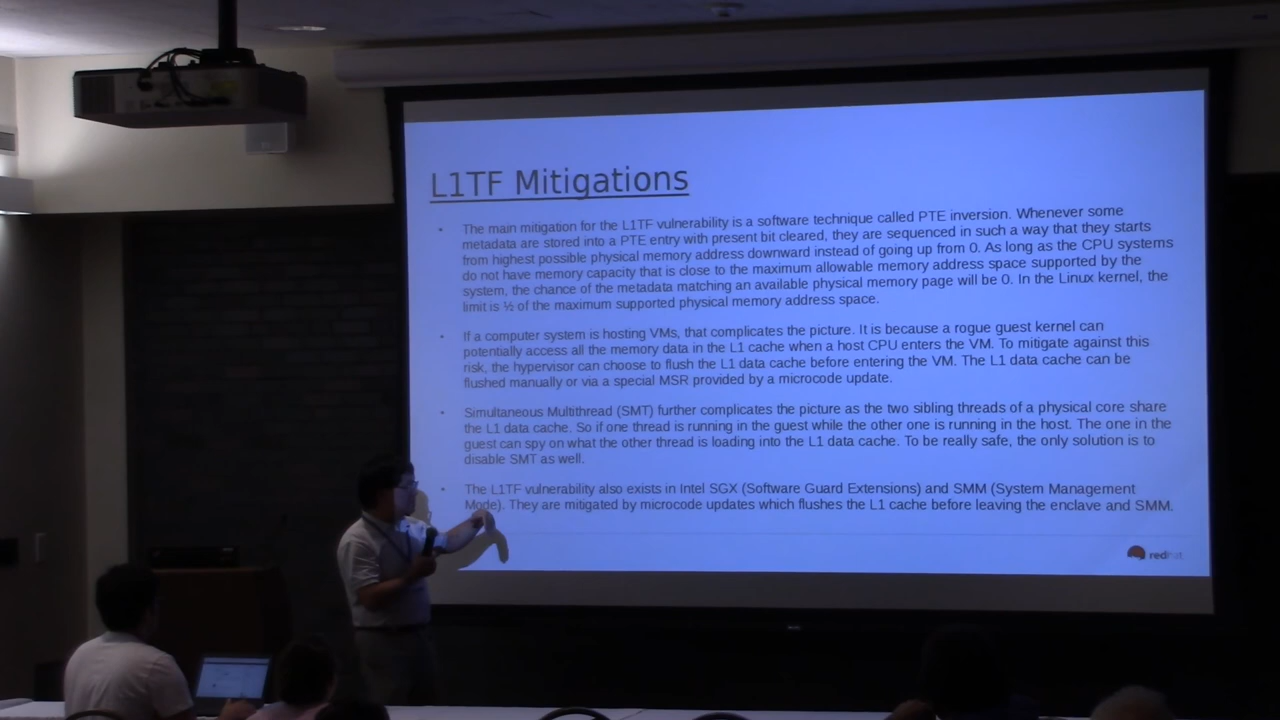 L1TF Mitigations
• The main mitigation for the L1TF vulnerability is a software technique called PTE inversion. Whenever some
metadata are stored into a PTE entry with present bit cleared, they are sequenced in such a way that they starts
from highest possible physical memory address downward instead of going up from 0. As long as the CPU systems
do not have memory capacity that is close to the maximum allowable memory address space supported by the
system, the chance of the metadata matching an available physical memory page will be 0. In the Linux kernel, the
limit is ½ of the maximum supported physical memory address space.
• If a computer system is hosting VMs, that complicates the picture. It is because a rogue guest kernel can
potentially access all the memory data in the L1 cache when a host CPU enters the VM. To mitigate against this
risk, the hypervisor can choose to flush the L1 data cache before entering the VM. The L1 data cache can be
flushed manually or via a special MSR provided by a microcode update.
• Simultaneous Multithread (SMT) further complicates the picture as the two sibling threads of a physical core share
the L1 data cache. So if one thread is running in the guest while the other one is running in the host. The one in the
guest can spy on what the other thread is loading into the L1 data cache. To be really safe, the only solution is to
disable SMT as well.
• The L1TF vulnerability also exists in Intel SGX (Software Guard Extensions) and SMM (System Management
Mode). They are mitigated by microcode updates which flushes the L1 cache before leaving the enclave and SMM.
redhat